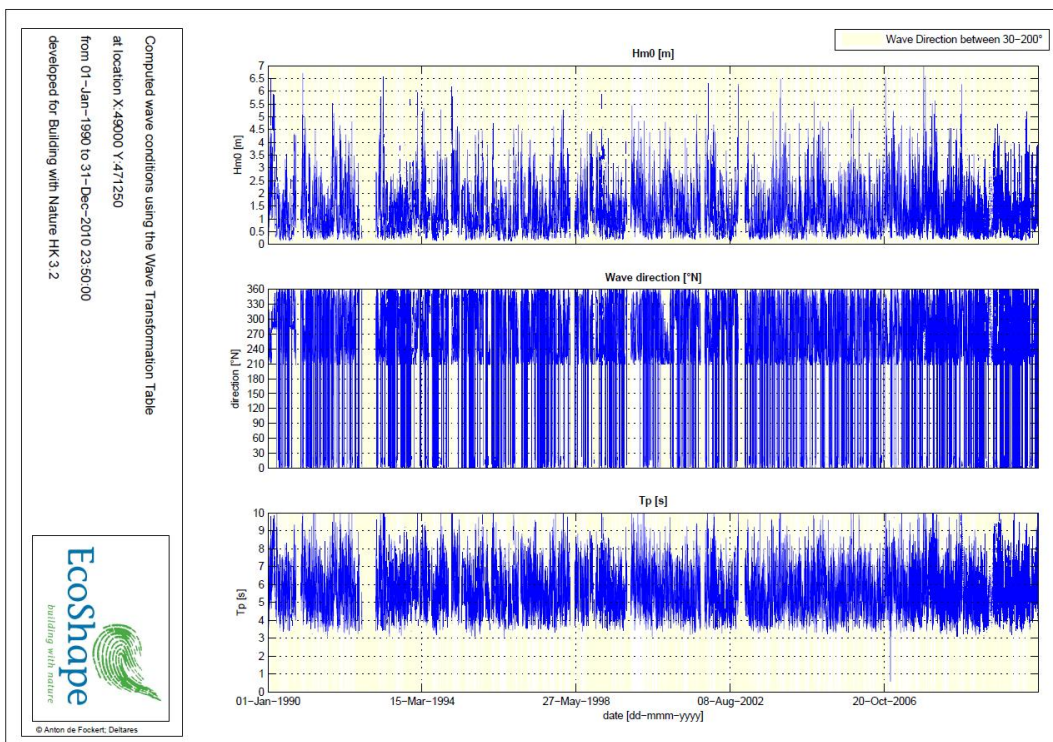 Computed wave conditions using the Wave Transformation Table
at location X:49000 Y:471250
from 01-Jan-1990 to 31-Dec-2010 23:50:00
developed for Building with Nature HK 3.2
EcoShape
building with nature
© Anton de Fockert; Deltares
Wave Direction between 30-200°
Hm0 [m]
Hm0 [m]
7
6.5
6
5.5
5
4.5
4
3.5
3
2.5
2
1.5
1
0.5
0
Wave direction [°N]
direction [°N]
360
330
300
270
240
210
180
150
120
90
60
30
0
Tp [s]
Tp [s]
10
9
8
7
6
5
4
3
2
1
0
01-Jan-1990
15-Mar-1994
27-May-1998
08-Aug-2002
20-Oct-2006
date [dd-mmm-yyyy]